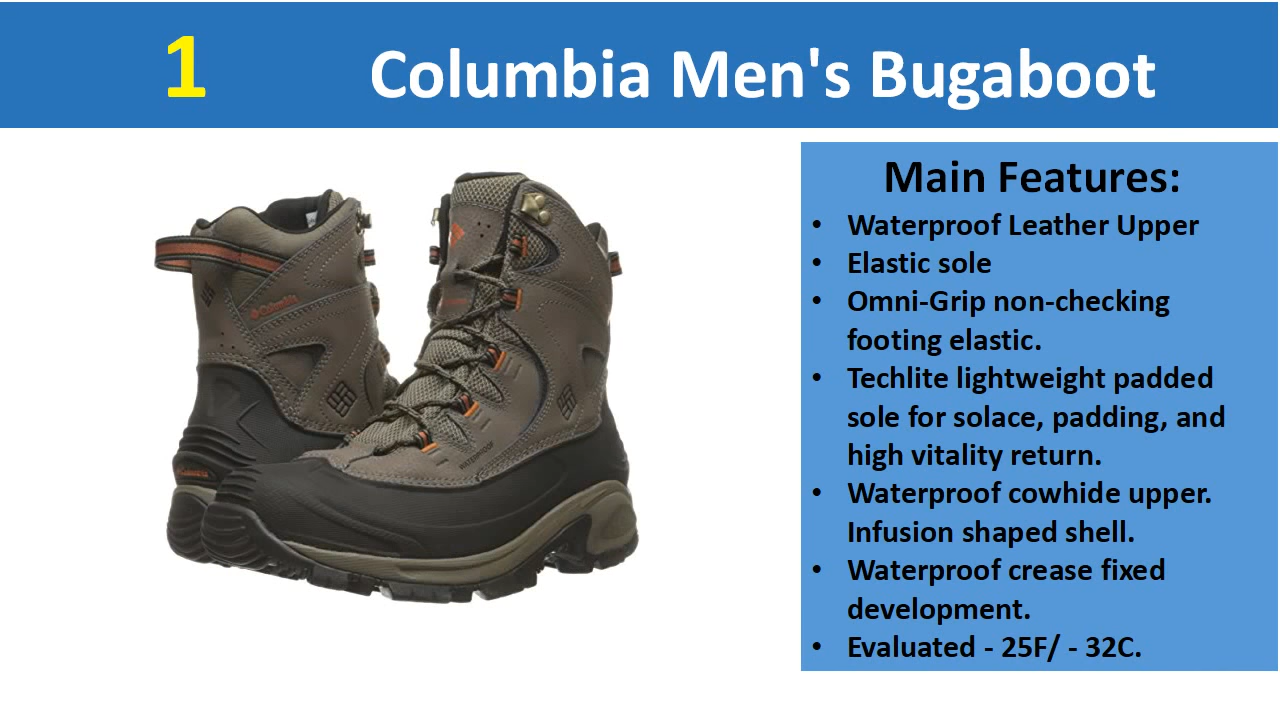 1 Columbia Men's Bugaboot
Main Features:
• Waterproof Leather Upper
• Elastic sole
• Omni-Grip non-checking
footing elastic.
• Techlite lightweight padded
sole for solace, padding, and
high vitality return.
• Waterproof cowhide upper.
Infusion shaped shell.
• Waterproof crease fixed
development.
• Evaluated - 25F/ - 32C.
Columbia
WATERPROOF